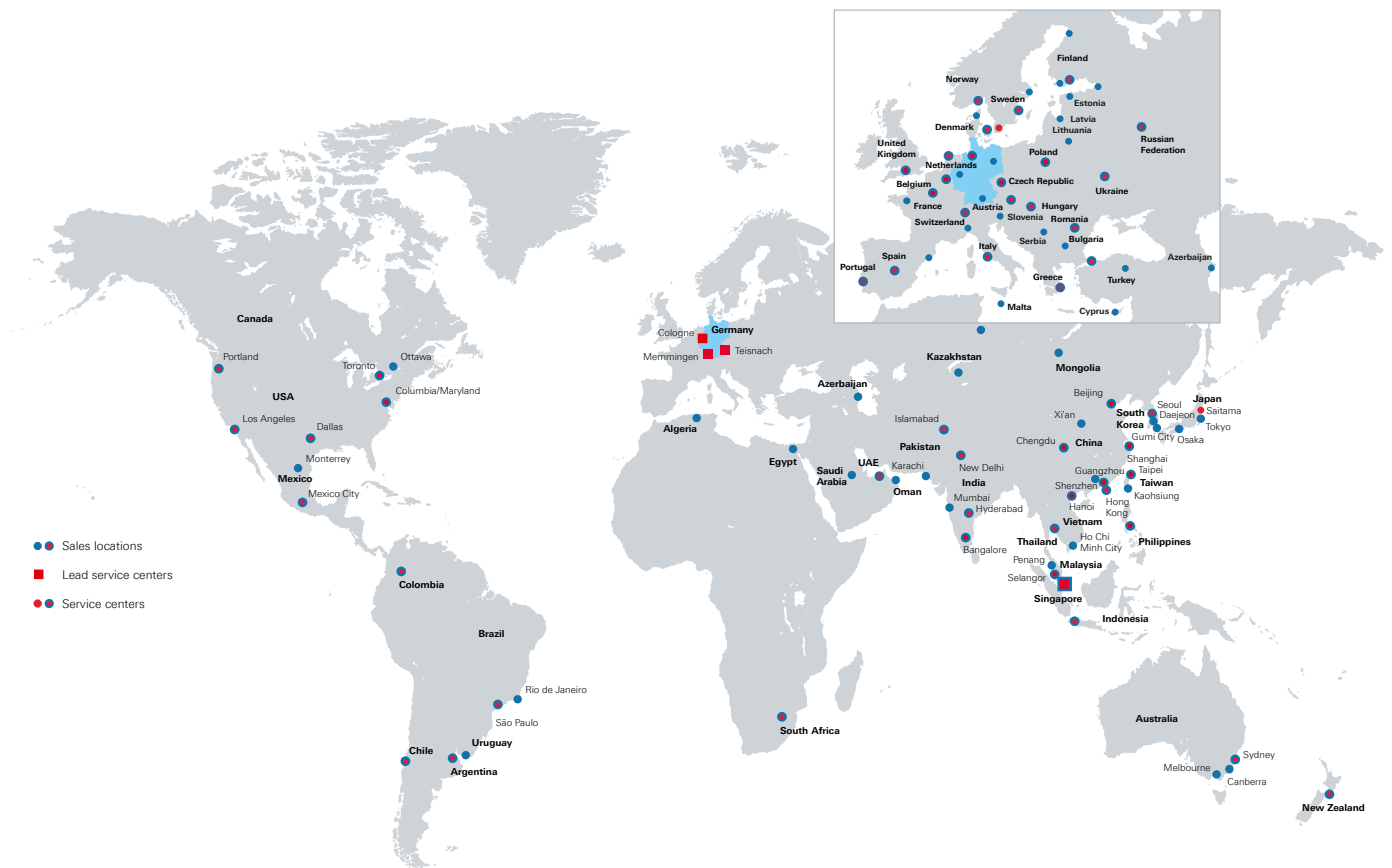 Finland
Norway
Sweden
Estonia
Denmark
Latvia
Lithuania
United
Kingdom
Russian
Federation
Poland
Netherlands
Belgium
Czech Republic
Ukraine
France
Austria
Hungary
Switzerland
Slovenia
Romania
Serbia
Bulgaria
Italy
Spain
Azerbaijan
Portugal
Greece
Turkey
Malta
Cyprus
Canada
Portland
Toronto
Ottawa
USA
Columbia/Maryland
Los Angeles
Dallas
Monterrey
Mexico
Mexico City
Sales locations
Lead service centers
Service centers
Colombia
Brazil
Rio de Janeiro
São Paulo
Uruguay
Chile
Argentina
Cologne
Germany
Memmingen
Teisnach
Algeria
Egypt
South Africa
Kazakhstan
Mongolia
Azerbaijan
Islamabad
Pakistan
New Delhi
India
Saudi
Arabia
UAE
Karachi
Oman
Mumbai
Hyderabad
Bangalore
Beijing
Xi'an
Chengdu
China
South
Korea
Seoul
Daejeon
Gumi City
Japan
Saitama
Tokyo
Osaka
Shanghai
Guangzhou
Taipei
Shenzhen
Taiwan
Kaohsiung
Hanoi
Hong
Kong
Vietnam
Thailand
Ho Chi
Minh City
Philippines
Penang
Malaysia
Selangor
Singapore
Indonesia
Australia
Sydney
Melbourne
Canberra
New Zealand